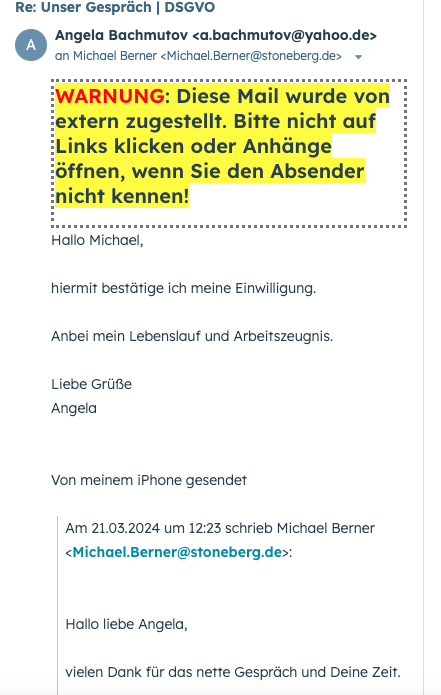 Re: Unser Gespräch | DSGVO
A
Angela Bachmutov <a.bachmutov@yahoo.de>
an Michael Berner <Michael.Berner@stoneberg.de>
WARNUNG: Diese Mail wurde von
extern zugestellt. Bitte nicht auf
Links klicken oder Anhänge
öffnen, wenn Sie den Absender
nicht kennen!
Hallo Michael,
hiermit bestätige ich meine Einwilligung.
Anbei mein Lebenslauf und Arbeitszeugnis.
Liebe Grüße
Angela
Von meinem iPhone gesendet
Am 21.03.2024 um 12:23 schrieb Michael Berner
<Michael.Berner@stoneberg.de>:
Hallo liebe Angela,
vielen Dank für das nette Gespräch und Deine Zeit.